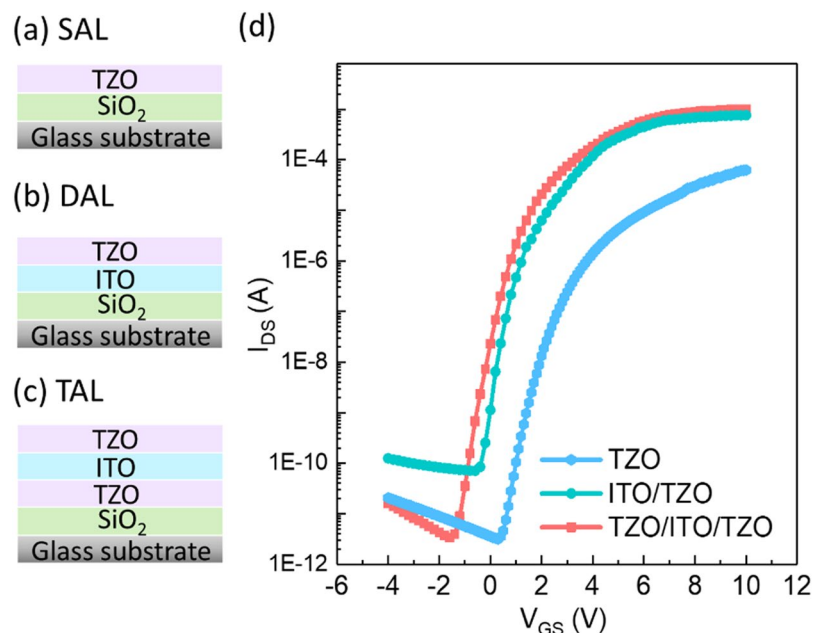 (a) SAL
TZO
SiO₂
Glass substrate
(b) DAL
TZO
ITO
SiO₂
Glass substrate
(c) TAL
TZO
ITO
TZO
SiO₂
Glass substrate
(d)
I_DS (A)
1E-4
1E-6
1E-8
1E-10
1E-12
TZO
ITO/TZO
TZO/ITO/TZO
-6 -4 -2 0 2 4 6 8 10 12
V_GS (V)